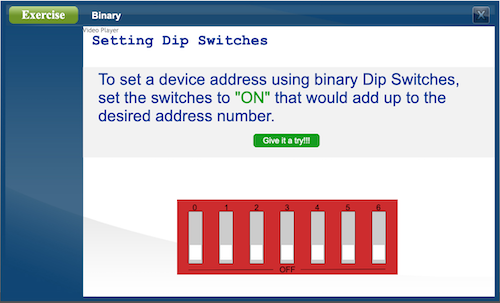 Exercise Binary X
Video Player
Setting Dip Switches
To set a device address using binary Dip Switches,
set the switches to "ON" that would add up to the
desired address number.
Give it a try!!!
0 1 2 3 4 5 6
OFF